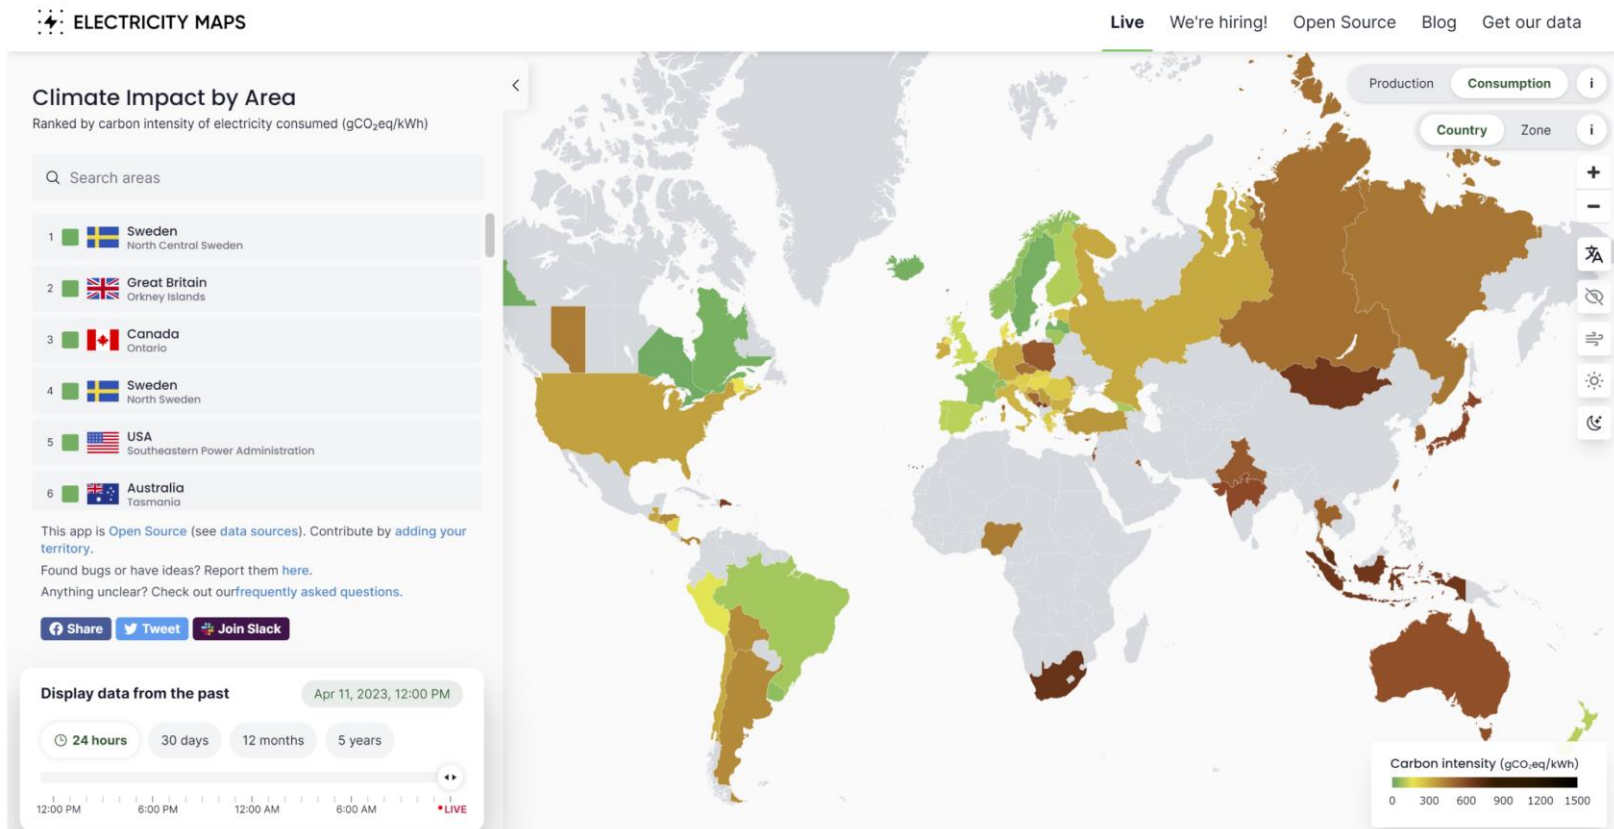 ELECTRICITY MAPS
Live We're hiring! Open Source Blog Get our data
Climate Impact by Area
Ranked by carbon intensity of electricity consumed (gCO₂eq/kWh)
Search areas
1 Sweden
North Central Sweden
2 Great Britain
Orkney Islands
3 Canada
Ontario
4 Sweden
North Sweden
5 USA
Southeastern Power Administration
6 Australia
Tasmania
This app is Open Source (see data sources). Contribute by adding your
territory.
Found bugs or have ideas? Report them here.
Anything unclear? Check out ourfrequently asked questions.
Share Tweet Join Slack
Display data from the past Apr 11, 2023, 12:00 PM
24 hours 30 days 12 months 5 years
12:00 PM 6:00 PM 12:00 AM 6:00 AM LIVE
Production Consumption i
Country Zone i
+
−
文A
Carbon intensity (gCO₂eq/kWh)
0 300 600 900 1200 1500